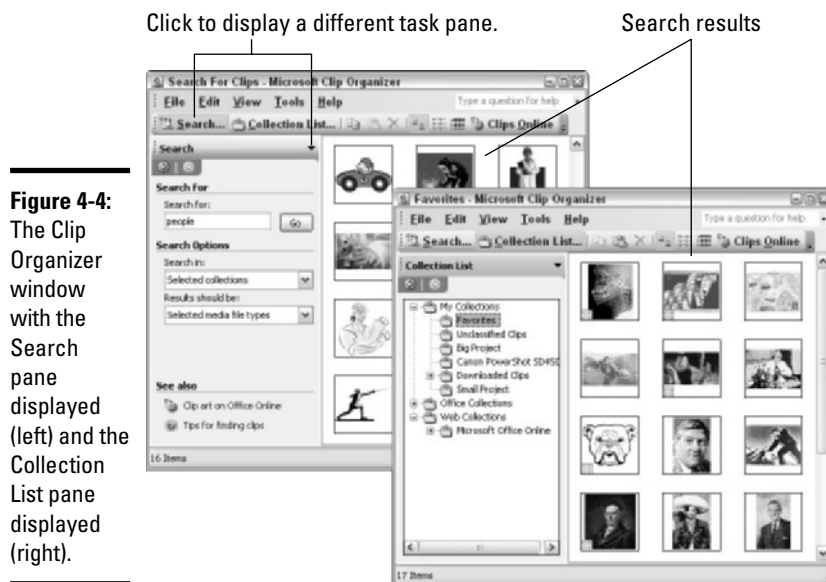 Click to display a different task pane.
Search results
Search For Clips - Microsoft Clip Organizer
File Edit View Tools Help
Type a question for help
Search... Collection List... Clips Online
Search
Search For
Search for:
people
Go
Search Options
Search in:
Selected collections
Results should be:
Selected media file types
See also
Clip art on Office Online
Tips for finding clips
16 Items
Favorites - Microsoft Clip Organizer
File Edit View Tools Help
Type a question for help
Search... Collection List... Clips Online
Collection List
My Collections
Favorites
Unclassified Clips
Big Project
Canon PowerShot SD450
Downloaded Clips
Small Project
Office Collections
Web Collections
Microsoft Office Online
17 Items
Figure 4-4:
The Clip
Organizer
window
with the
Search
pane
displayed
(left) and the
Collection
List pane
displayed
(right).